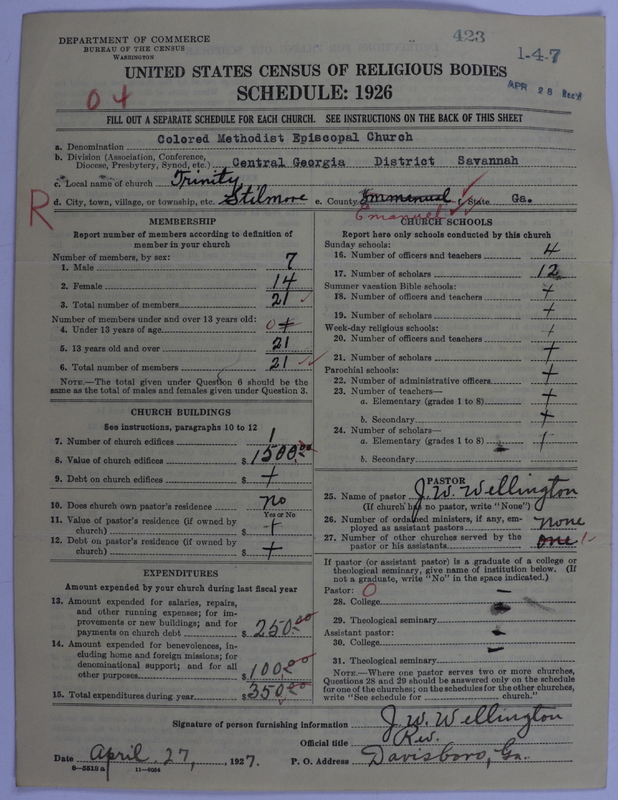 DEPARTMENT OF COMMERCE
BUREAU OF THE CENSUS
WASHINGTON
423
1-47
APR 28 Rec'd
UNITED STATES CENSUS OF RELIGIOUS BODIES
SCHEDULE: 1926
04
FILL OUT A SEPARATE SCHEDULE FOR EACH CHURCH. SEE INSTRUCTIONS ON THE BACK OF THIS SHEET
a. Denomination Colored Methodist Episcopal Church
b. Division (Association, Conference,
Diocese, Presbytery, Synod, etc.) Central Georgia District Savannah
c. Local name of church Trinity
d. City, town, village, or township, etc. Stilmore e. County Emmanuel f. State Ga.
R
Emanuel
MEMBERSHIP
Report number of members according to definition of
member in your church
Number of members, by sex:
1. Male 7
2. Female 14
3. Total number of members 21
Number of members under and over 13 years old:
4. Under 13 years of age 0 +
5. 13 years old and over 21
6. Total number of members 21
NOTE.—The total given under Question 6 should be the
same as the total of males and females given under Question 3.
CHURCH BUILDINGS
See instructions, paragraphs 10 to 12
7. Number of church edifices 1
8. Value of church edifices $ 1500.00
9. Debt on church edifices $ +
10. Does church own pastor's residence no
Yes or No
11. Value of pastor's residence (if owned by
church) $ +
12. Debt on pastor's residence (if owned by
church) $ +
EXPENDITURES
Amount expended by your church during last fiscal year
13. Amount expended for salaries, repairs,
and other running expenses; for im-
provements or new buildings; and for
payments on church debt $ 250.00
14. Amount expended for benevolences, in-
cluding home and foreign missions; for
denominational support; and for all
other purposes $ 100.00
15. Total expenditures during year $ 350.00
CHURCH SCHOOLS
Report here only schools conducted by this church
Sunday schools:
16. Number of officers and teachers 4
17. Number of scholars 12
Summer vacation Bible schools:
18. Number of officers and teachers +
19. Number of scholars +
Week-day religious schools:
20. Number of officers and teachers +
21. Number of scholars +
Parochial schools:
22. Number of administrative officers +
23. Number of teachers—
a. Elementary (grades 1 to 8) +
b. Secondary +
24. Number of scholars—
a. Elementary (grades 1 to 8) +
b. Secondary
PASTOR
25. Name of pastor J. W. Wellington
(If church has no pastor, write "None")
26. Number of ordained ministers, if any, em-
ployed as assistant pastors none
27. Number of other churches served by the
pastor or his assistants one 1
If pastor (or assistant pastor) is a graduate of a college or
theological seminary, give name of institution below. (If
not a graduate, write "No" in the space indicated.)
Pastor: 0
28. College —
29. Theological seminary —
Assistant pastor:
30. College —
31. Theological seminary
NOTE.—Where one pastor serves two or more churches,
Questions 28 and 29 should be answered only on the schedule
for one of the churches; on the schedules for the other churches,
write "See schedule for church."
Signature of person furnishing information J. W. Wellington
Official title Rev.
Date April 27, 1927. P. O. Address Davisboro, Ga.
6—5518 a 11—9054